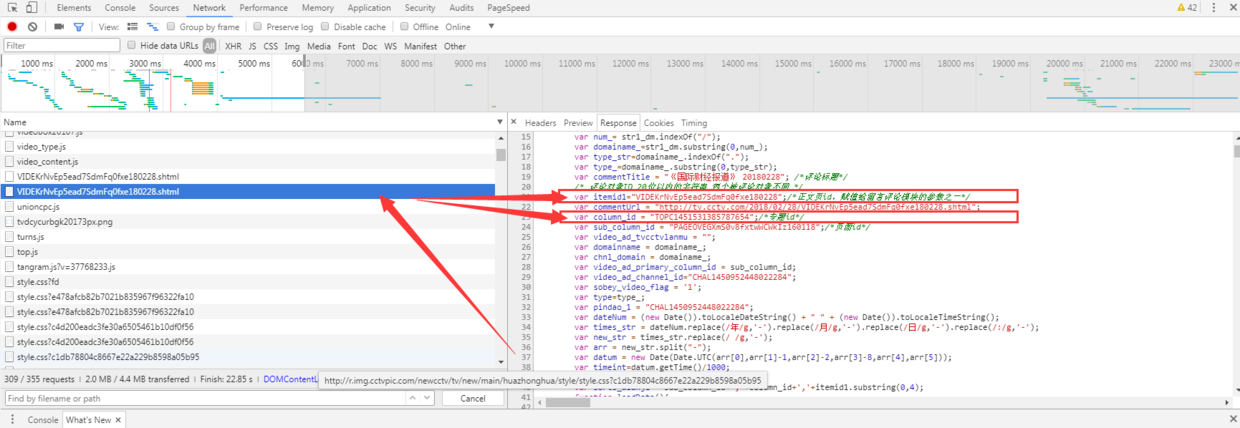 Elements Console Sources Network Performance Memory Application Security Audits PageSpeed 42
View: Group by frame Preserve log Disable cache Offline Online
Filter Hide data URLs All XHR JS CSS Img Media Font Doc WS Manifest Other
1000 ms 2000 ms 3000 ms 4000 ms 5000 ms 7000 ms 8000 ms 9000 ms 10000 ms 11000 ms 12000 ms 13000 ms 14000 ms 15000 ms 16000 ms 17000 ms 18000 ms 19000 ms 20000 ms 21000 ms 22000 ms 23000 ms
Name
video_type.js
video_content.js
VIDEKrNvEp5ead7SdmFq0fxe180228.shtml
VIDEKrNvEp5ead7SdmFq0fxe180228.shtml
unioncpc.js
tvdcycurbgk20173px.png
turns.js
top.js
tangram.js?v=37768233.js
style.css?fd
style.css?e478afcb82b7021b835967f96322fa10
style.css?e478afcb82b7021b835967f96322fa10
style.css?c4d200eadc3fe30a6505461b10df0f56
style.css?c4d200eadc3fe30a6505461b10df0f56
style.css?c1db78804c8667e22a229b8598a05b95
309 / 355 requests | 2.0 MB / 4.4 MB transferred | Finish: 22.85 s | DOMContentL
http://r.img.cctvpic.com/newcctv/tv/new/main/huazhonghua/style/style.css?c1db78804c8667e22a229b8598a05b95
Find by filename or path Cancel
Headers Preview Response Cookies Timing
15 var num_= str1_dm.indexOf("/");
16 var domainame_=str1_dm.substring(0,num_);
17 var type_str=domainame_.indexOf(".");
18 var type_=domainame_.substring(0,type_str);
19 var commentTitle = "《国际财经报道》 20180228"; /*评论标题*/
20 /* 评论对象ID 20位以内的字符串 每个被评论对象不同 */
var itemid1="VIDEKrNvEp5ead7SdmFq0fxe180228";/*正文页id，赋值给留言评论模块的参数之一*/
22 var commentUrl = "http://tv.cctv.com/2018/02/28/VIDEKrNvEp5ead7SdmFq0fxe180228.shtml";
var column_id = "TOPC1451531385787654";/*专题id*/
24 var sub_column_id = "PAGEOVEGXmS0v8fxtwWCWkIz160118";/*页面id*/
25 var video_ad_tvcctvlanmu = "";
26 var domainname = domainame_;
27 var chnl_domain = domainame_;
28 var video_ad_primary_column_id = sub_column_id;
29 var video_ad_channel_id="CHAL1450952448022284";
30 var sobey_video_flag = '1';
31 var type=type_;
32 var pindao_1 = "CHAL1450952448022284";
33 var dateNum = (new Date()).toLocaleDateString() + " " + (new Date()).toLocaleTimeString();
34 var times_str = dateNum.replace(/年/g,'-').replace(/月/g,'-').replace(/日/g,'-').replace(/:/g,'-');
35 var new_str = times_str.replace(/ /g,'-');
36 var arr = new_str.split("-");
37 var datum = new Date(Date.UTC(arr[0],arr[1]-1,arr[2]-2,arr[3]-8,arr[4],arr[5]));
38 var timeint=datum.getTime()/1000;
olumn_id+','+itemid1.substring(0,4);
41
42
Console What's New